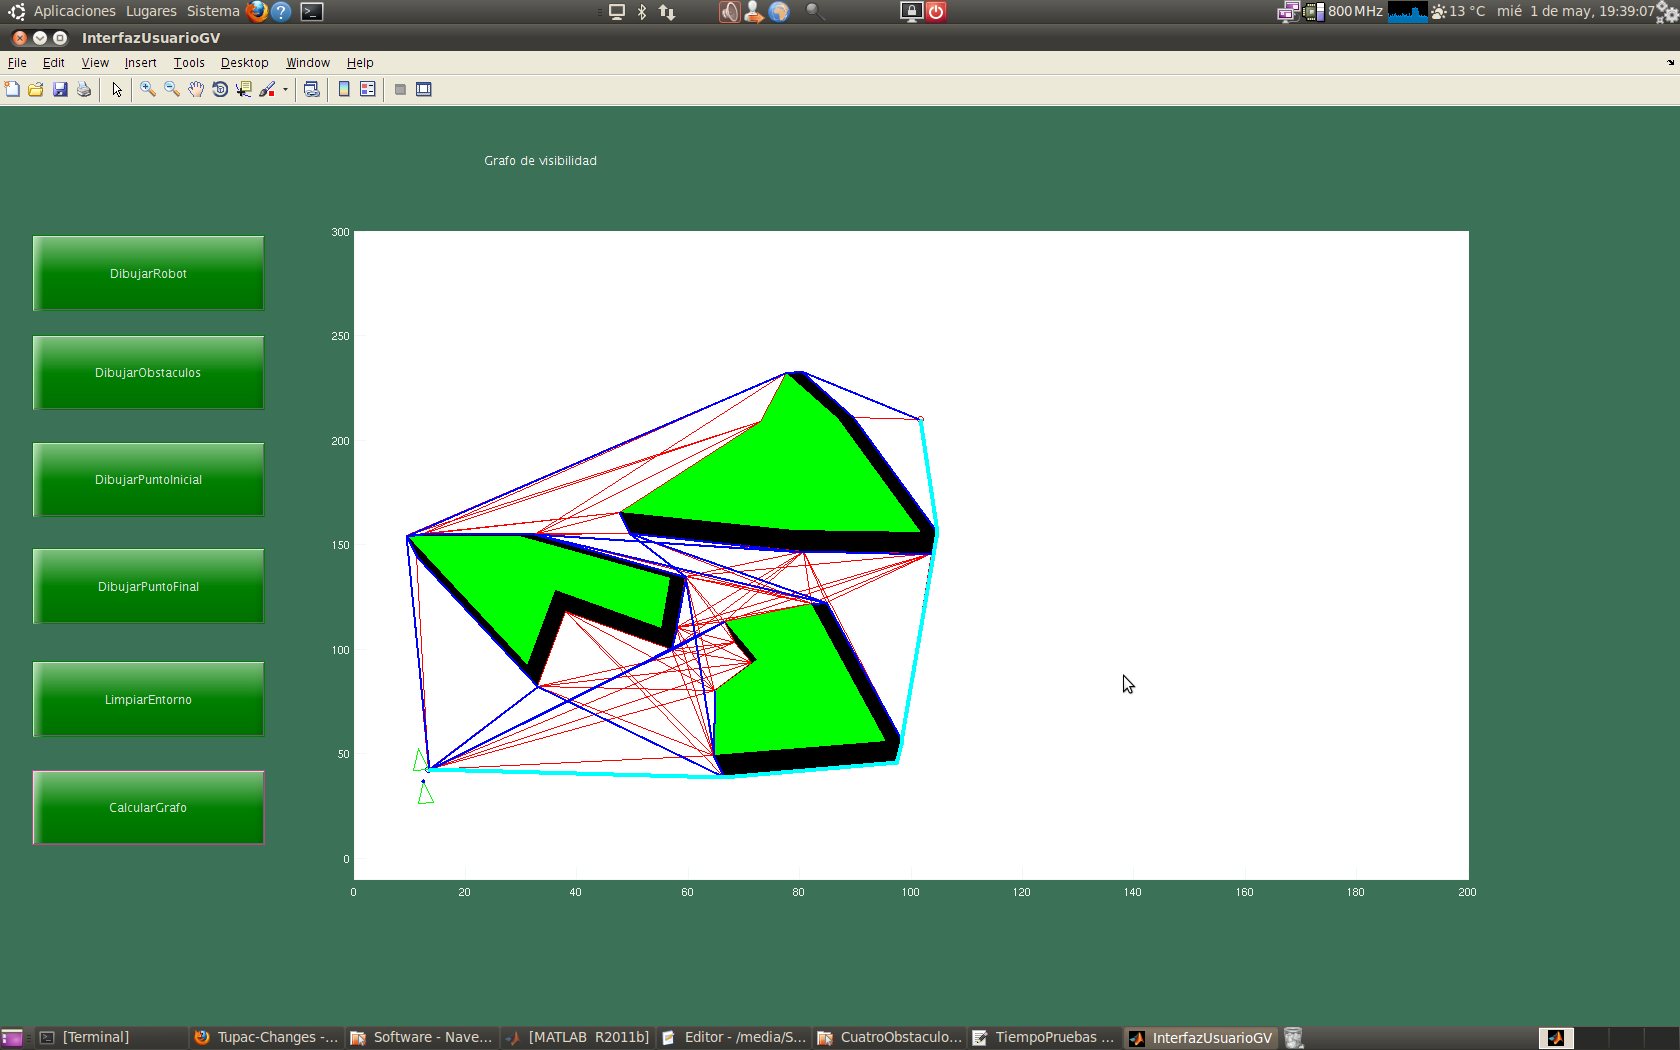 Aplicaciones Lugares Sistema 800 MHz 13 °C mié 1 de may, 19:39:07
InterfazUsuarioGV
File Edit View Insert Tools Desktop Window Help
Grafo de visibilidad
DibujarRobot
DibujarObstaculos
DibujarPuntoInicial
DibujarPuntoFinal
LimpiarEntorno
CalcularGrafo
300
250
200
150
100
50
0
0 20 40 60 80 100 120 140 160 180 200
[Terminal] Tupac-Changes -... Software - Nave... [MATLAB R2011b] Editor - /media/S... CuatroObstaculo... TiempoPruebas ... InterfazUsuarioGV